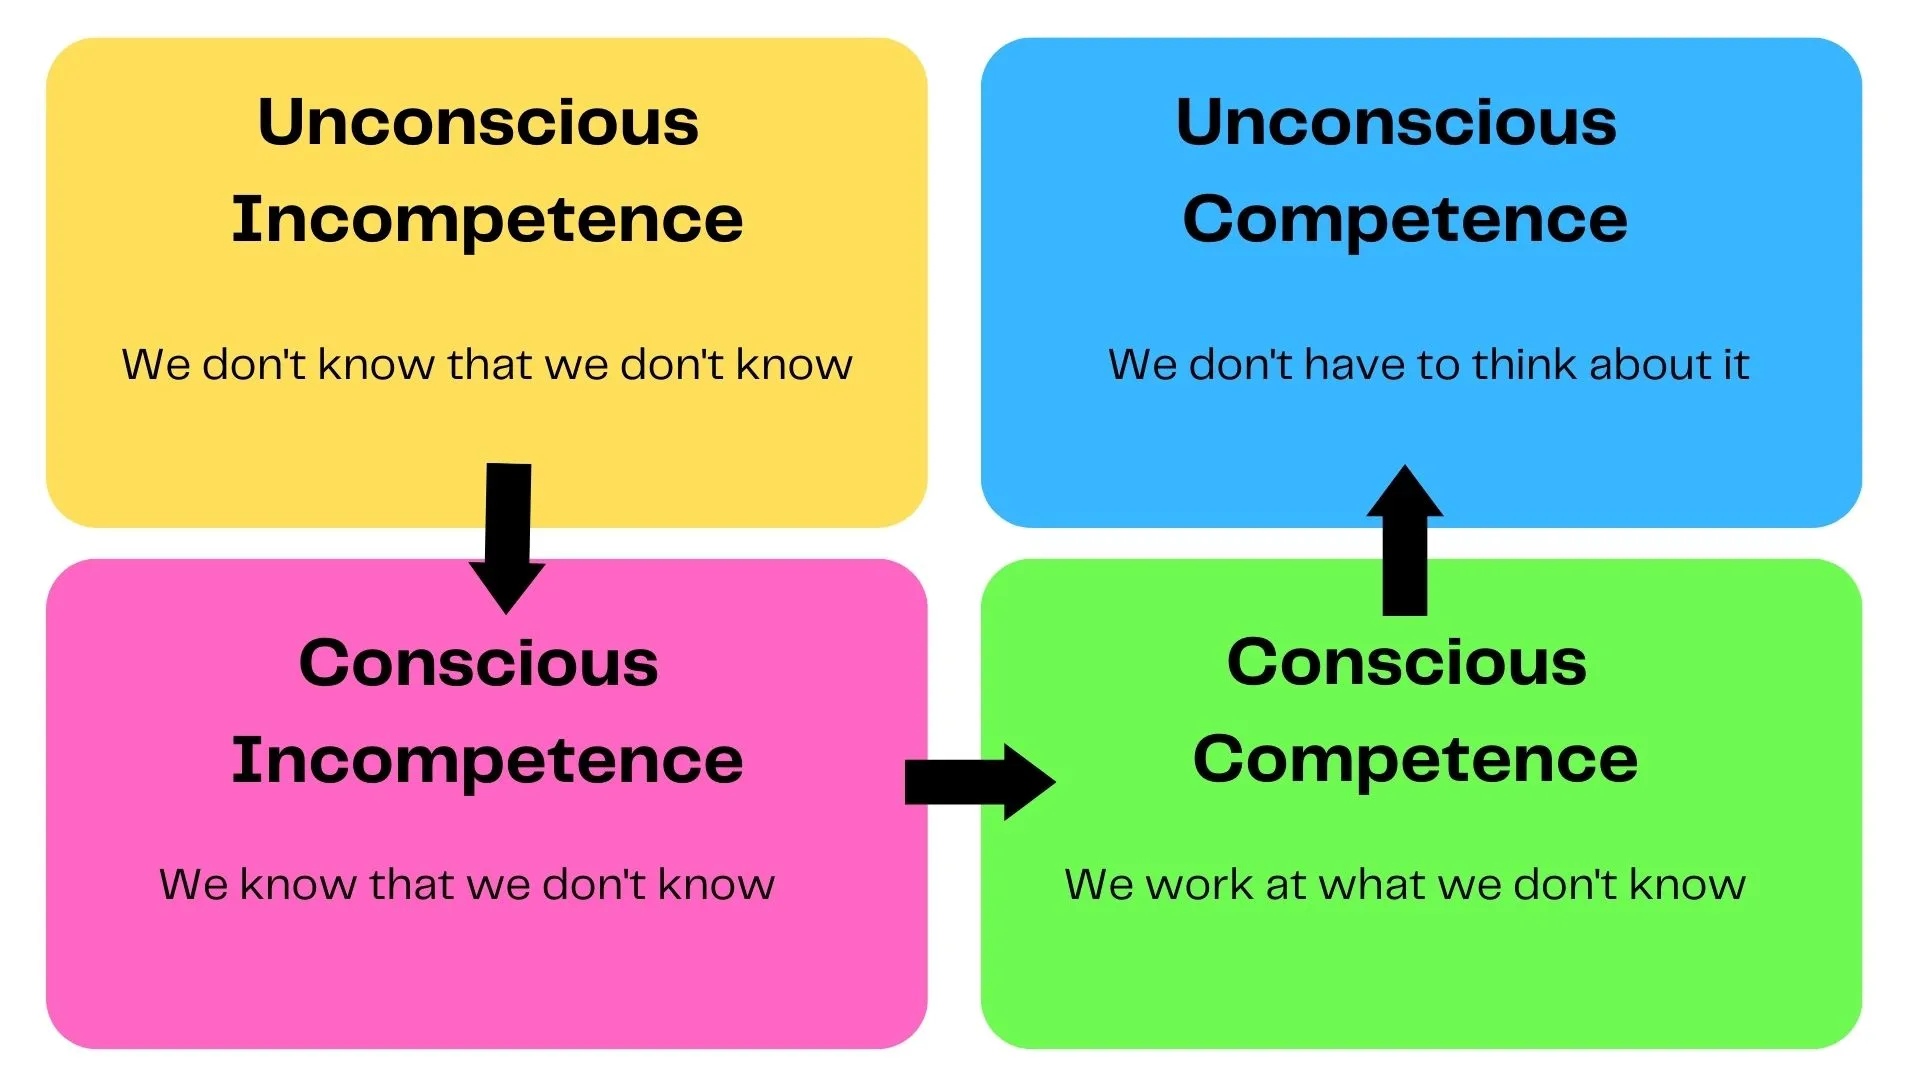 Unconscious
Incompetence
We don't know that we don't know
Unconscious
Competence
We don't have to think about it
Conscious
Incompetence
We know that we don't know
Conscious
Competence
We work at what we don't know